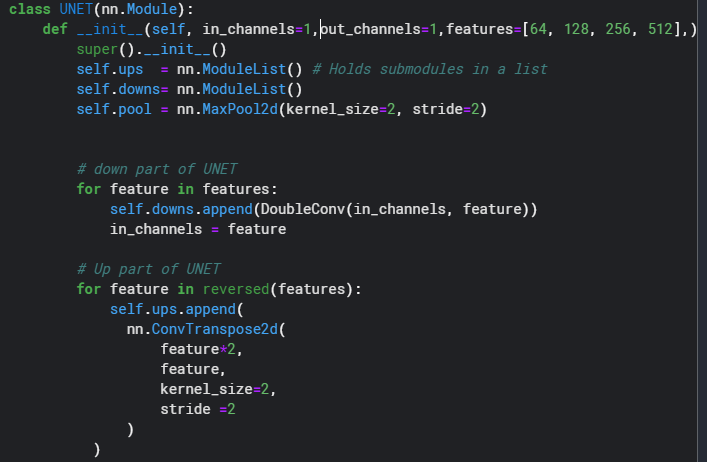 class UNET(nn.Module):
    def __init__(self, in_channels=1,out_channels=1,features=[64, 128, 256, 512],)
        super().__init__()
        self.ups  = nn.ModuleList() # Holds submodules in a list
        self.downs= nn.ModuleList()
        self.pool = nn.MaxPool2d(kernel_size=2, stride=2)
        # down part of UNET
        for feature in features:
            self.downs.append(DoubleConv(in_channels, feature))
            in_channels = feature
        # Up part of UNET
        for feature in reversed(features):
            self.ups.append(
              nn.ConvTranspose2d(
                  feature*2,
                  feature,
                  kernel_size=2,
                  stride =2
              )
          )